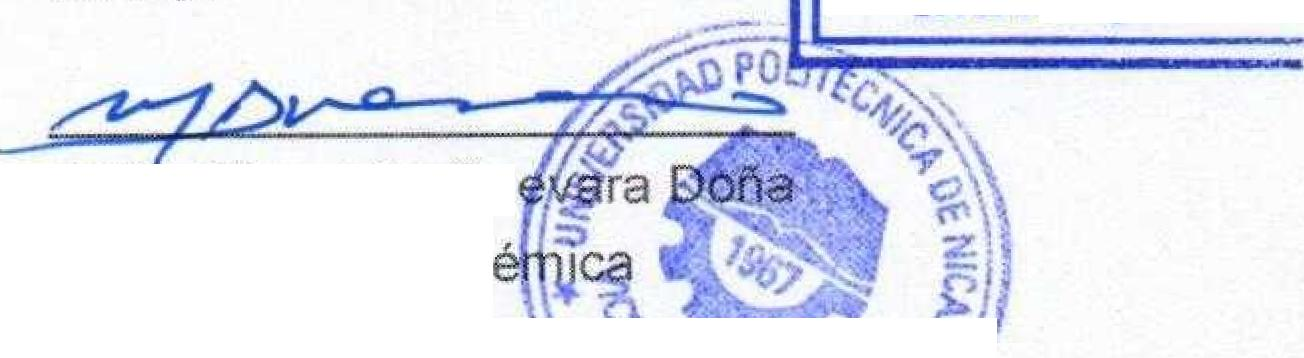 UNIVERSIDAD POLITECNICA DE NICA
evara Doña
émica
1967